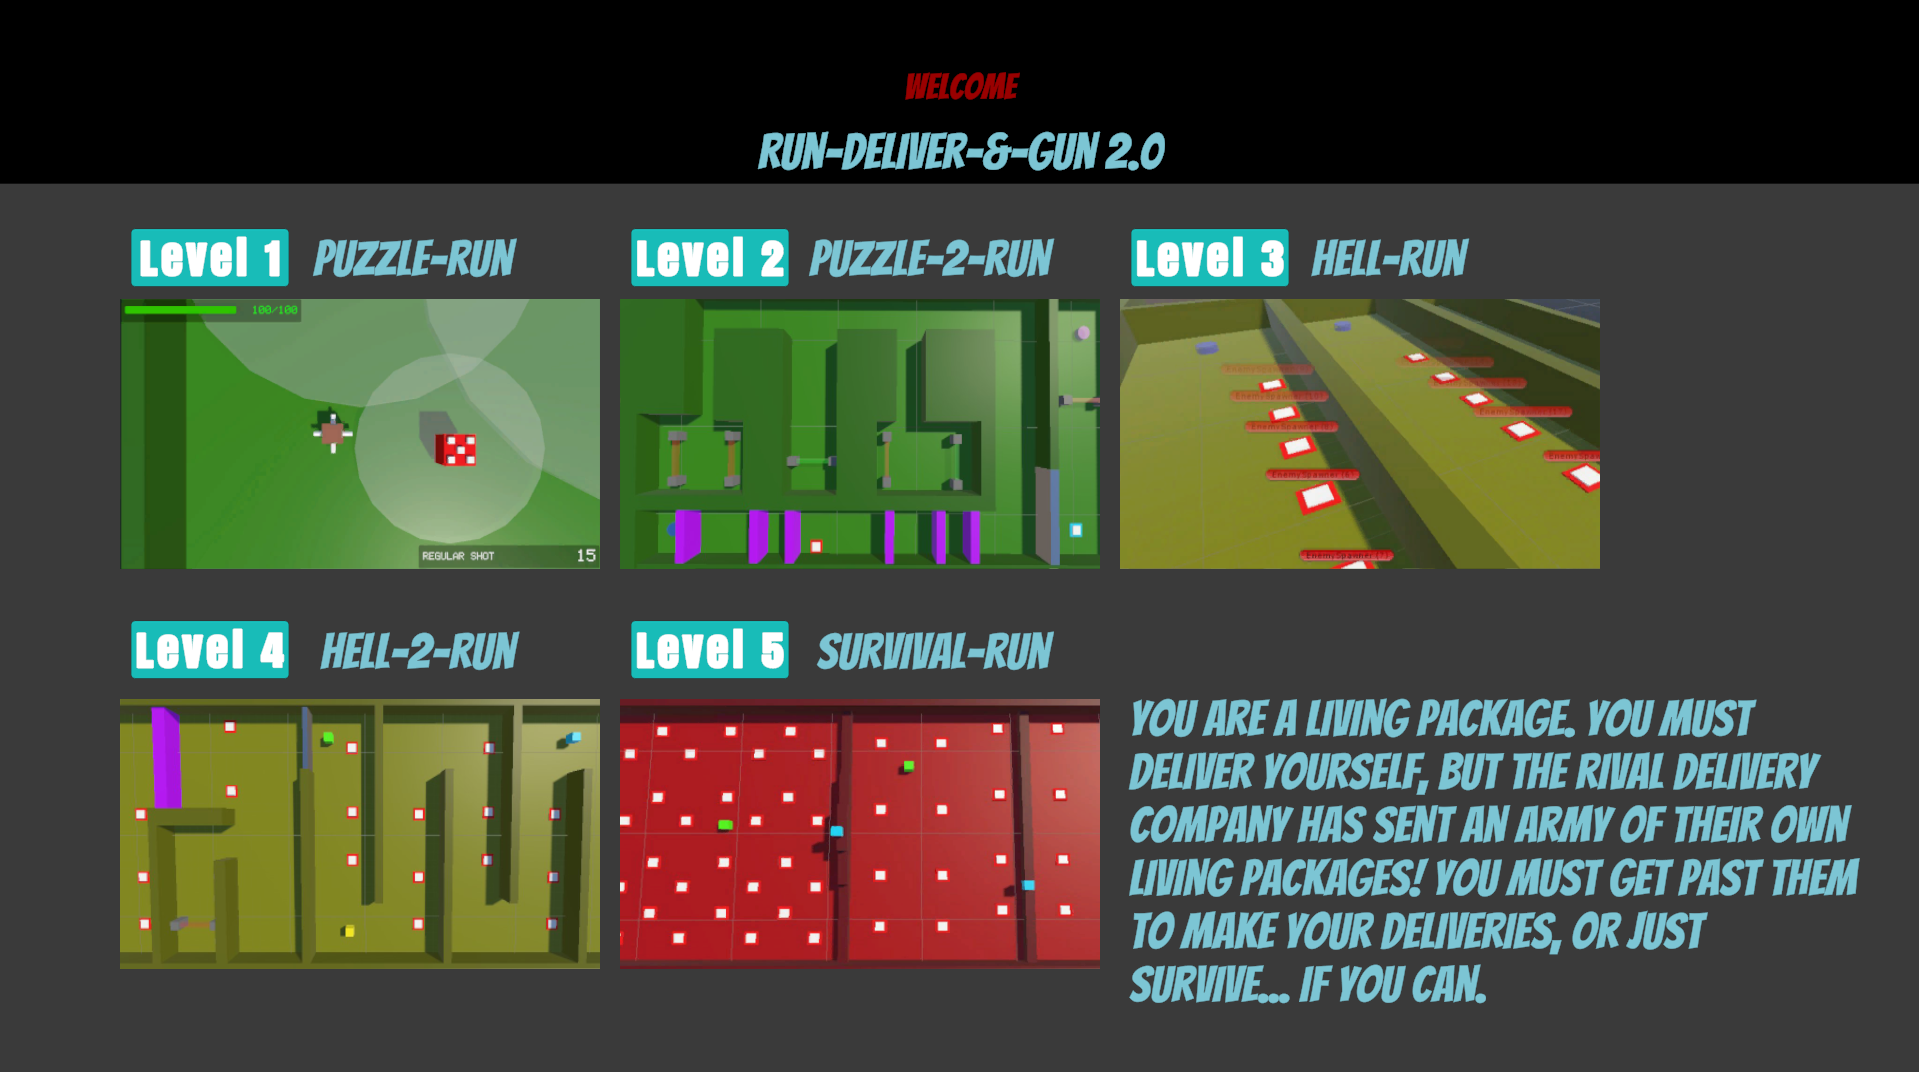 WELCOME
RUN-DELIVER-&-GUN 2.0
Level 1 PUZZLE-RUN
Level 2 PUZZLE-2-RUN
Level 3 HELL-RUN
100/100
REGULAR SHOT 15
Level 4 HELL-2-RUN
Level 5 SURVIVAL-RUN
YOU ARE A LIVING PACKAGE. YOU MUST
DELIVER YOURSELF, BUT THE RIVAL DELIVERY
COMPANY HAS SENT AN ARMY OF THEIR OWN
LIVING PACKAGES! YOU MUST GET PAST THEM
TO MAKE YOUR DELIVERIES, OR JUST
SURVIVE... IF YOU CAN.